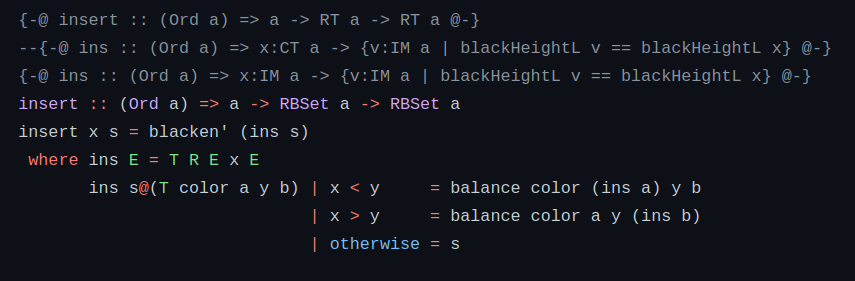 {-@ insert :: (Ord a) => a -> RT a -> RT a @-}
--{-@ ins :: (Ord a) => x:CT a -> {v:IM a | blackHeightL v == blackHeightL x} @-}
{-@ ins :: (Ord a) => x:IM a -> {v:IM a | blackHeightL v == blackHeightL x} @-}
insert :: (Ord a) => a -> RBSet a -> RBSet a
insert x s = blacken' (ins s)
 where ins E = T R E x E
       ins s@(T color a y b) | x < y     = balance color (ins a) y b
                             | x > y     = balance color a y (ins b)
                             | otherwise = s